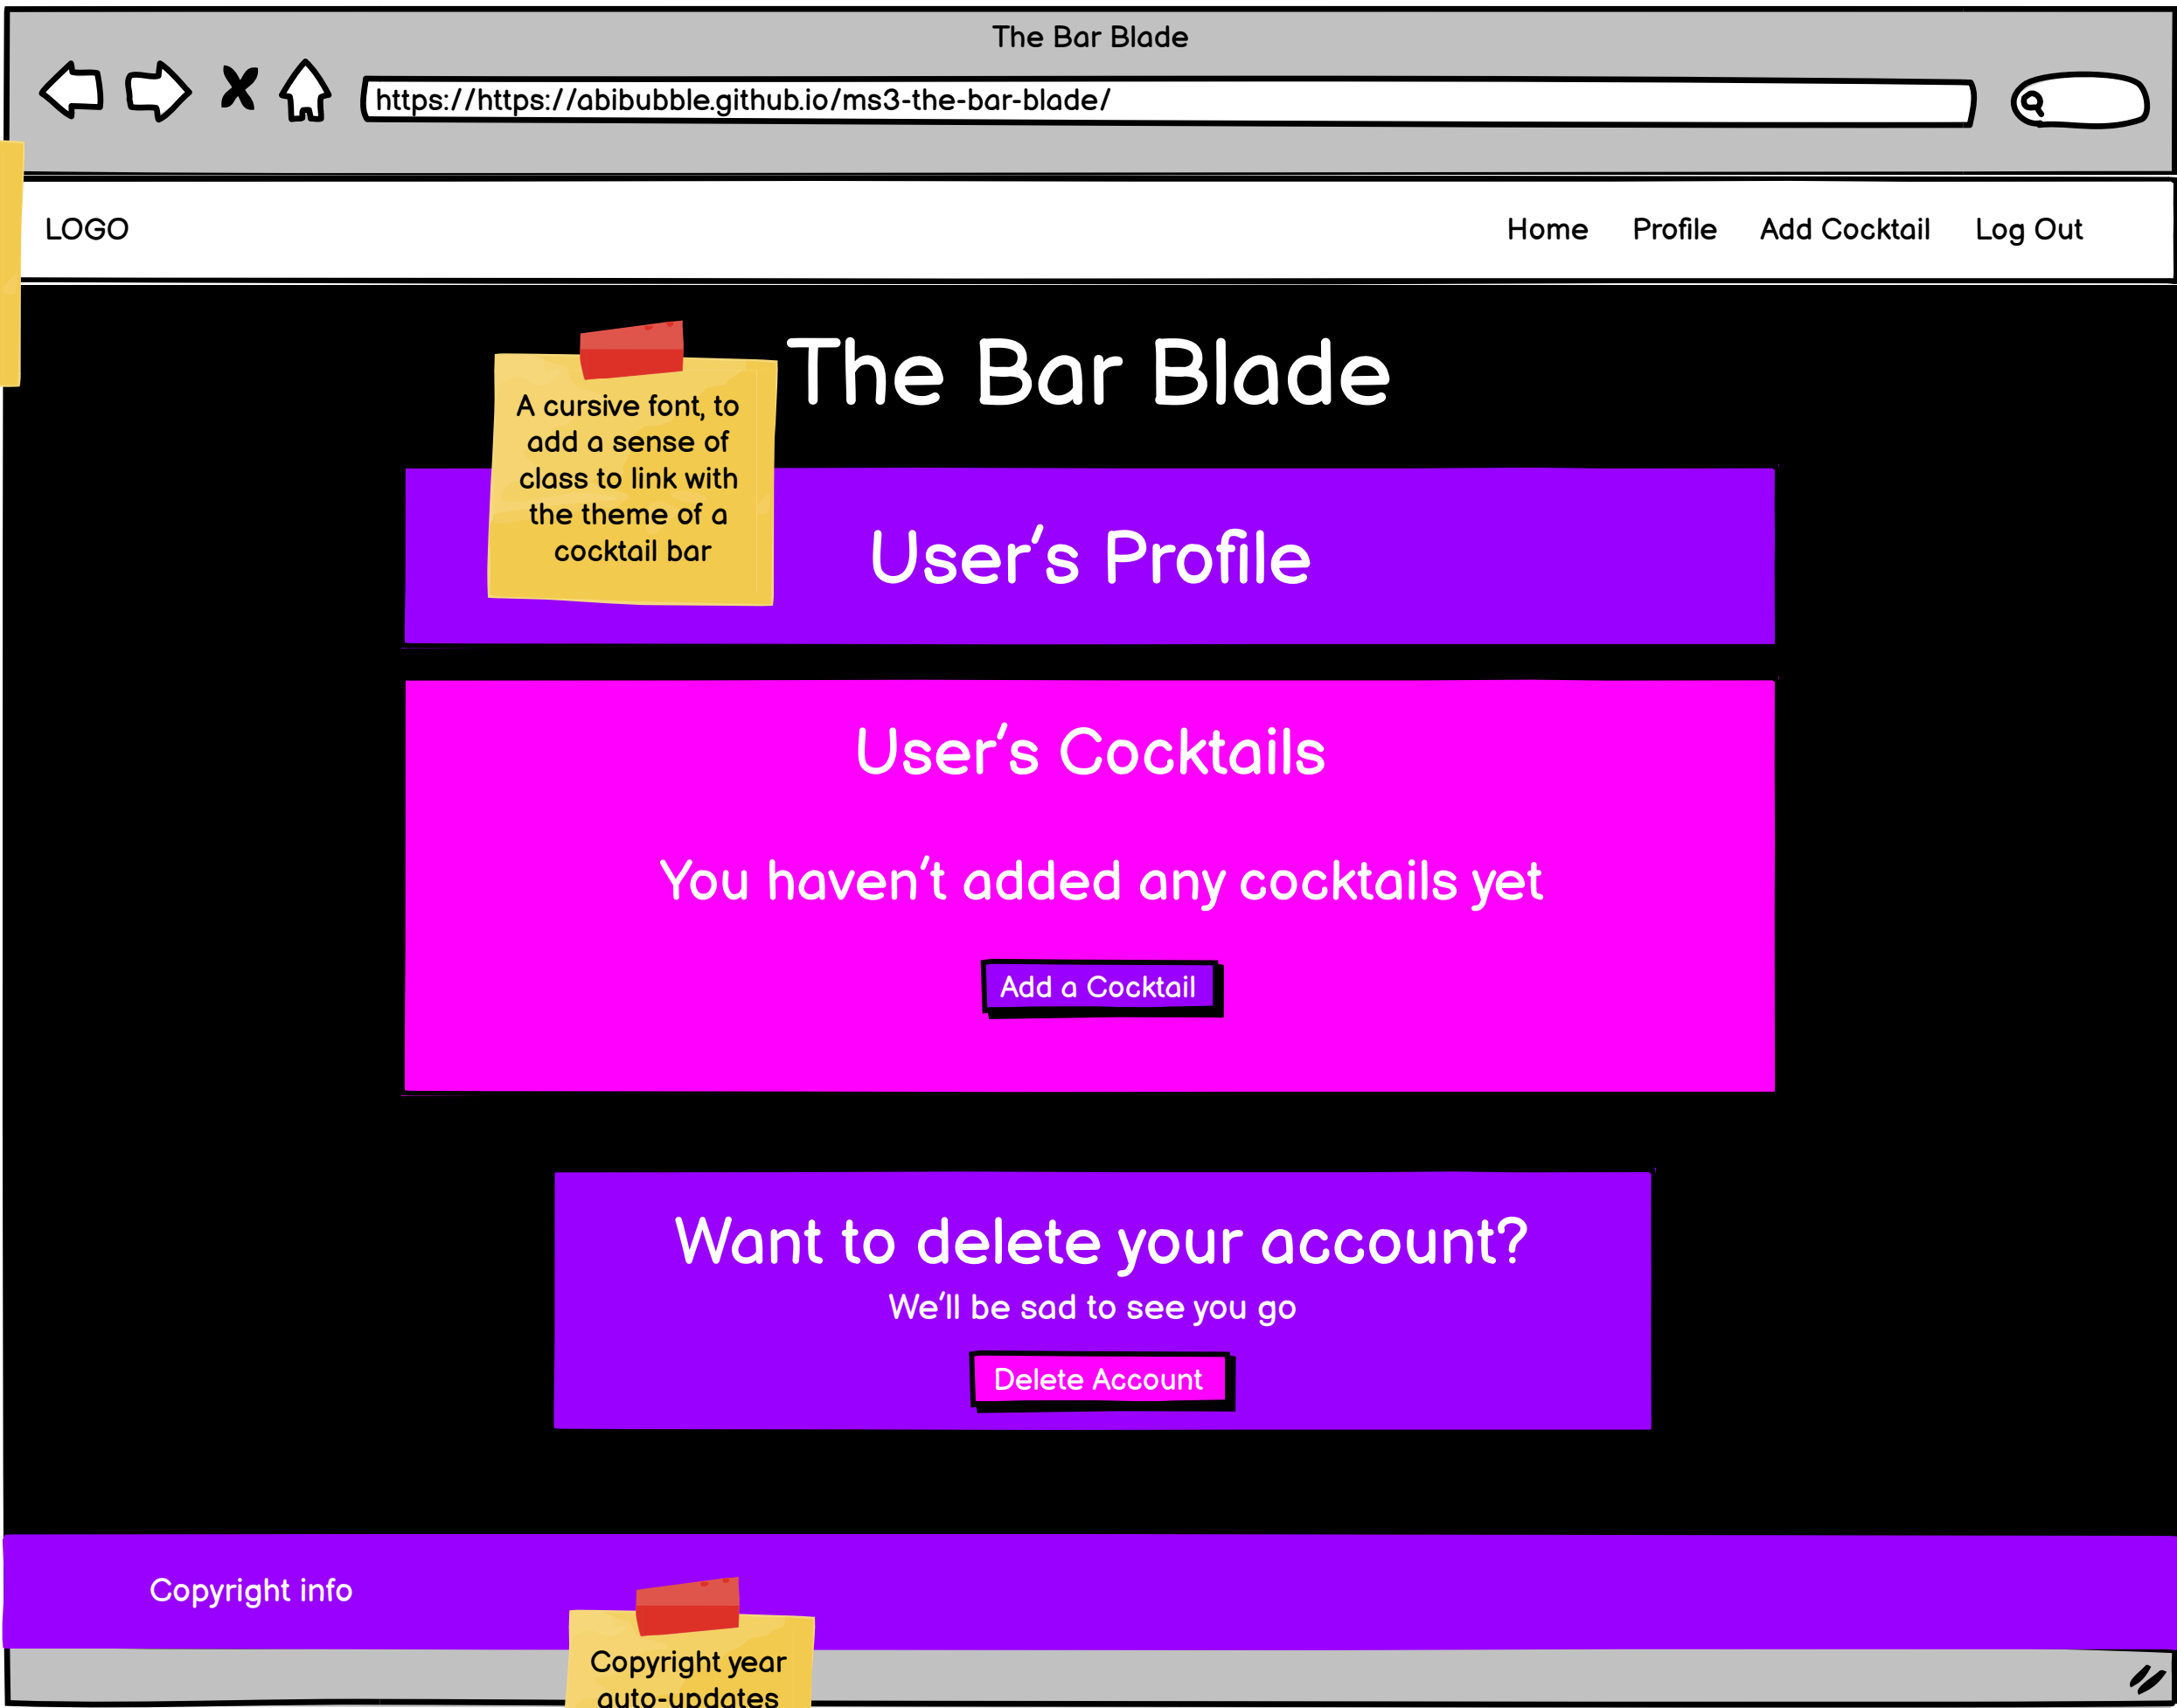 The Bar Blade
https://https://abibubble.github.io/ms3-the-bar-blade/
LOGO
Home Profile Add Cocktail Log Out
The Bar Blade
A cursive font, to
add a sense of
class to link with
the theme of a
cocktail bar
User's Profile
User's Cocktails
You haven't added any cocktails yet
Add a Cocktail
Want to delete your account?
We'll be sad to see you go
Delete Account
Copyright info
Copyright year
auto-updates